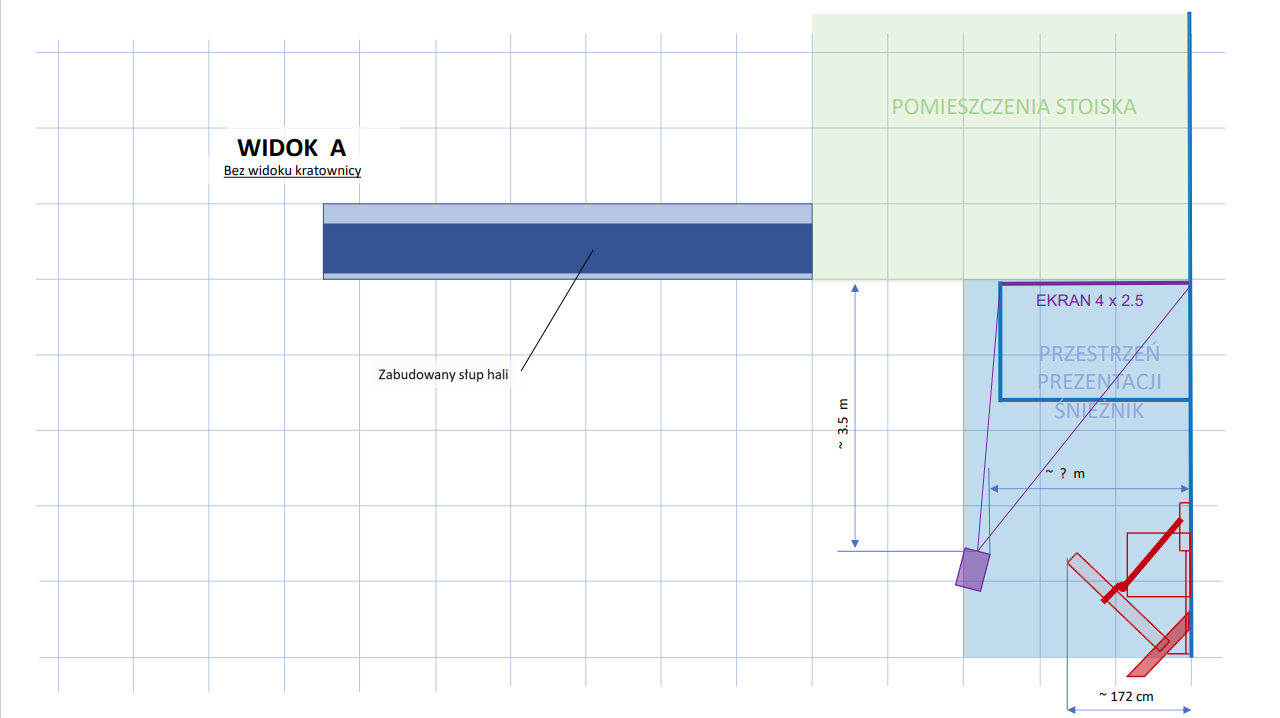 POMIESZCZENIA STOISKA
WIDOK A
Bez widoku kratownicy
EKRAN 4 x 2.5
PRZESTRZEŃ
PREZENTACJI
ŚNIEŻNIK
Zabudowany słup hali
~ 3.5 m
~ ? m
~ 172 cm